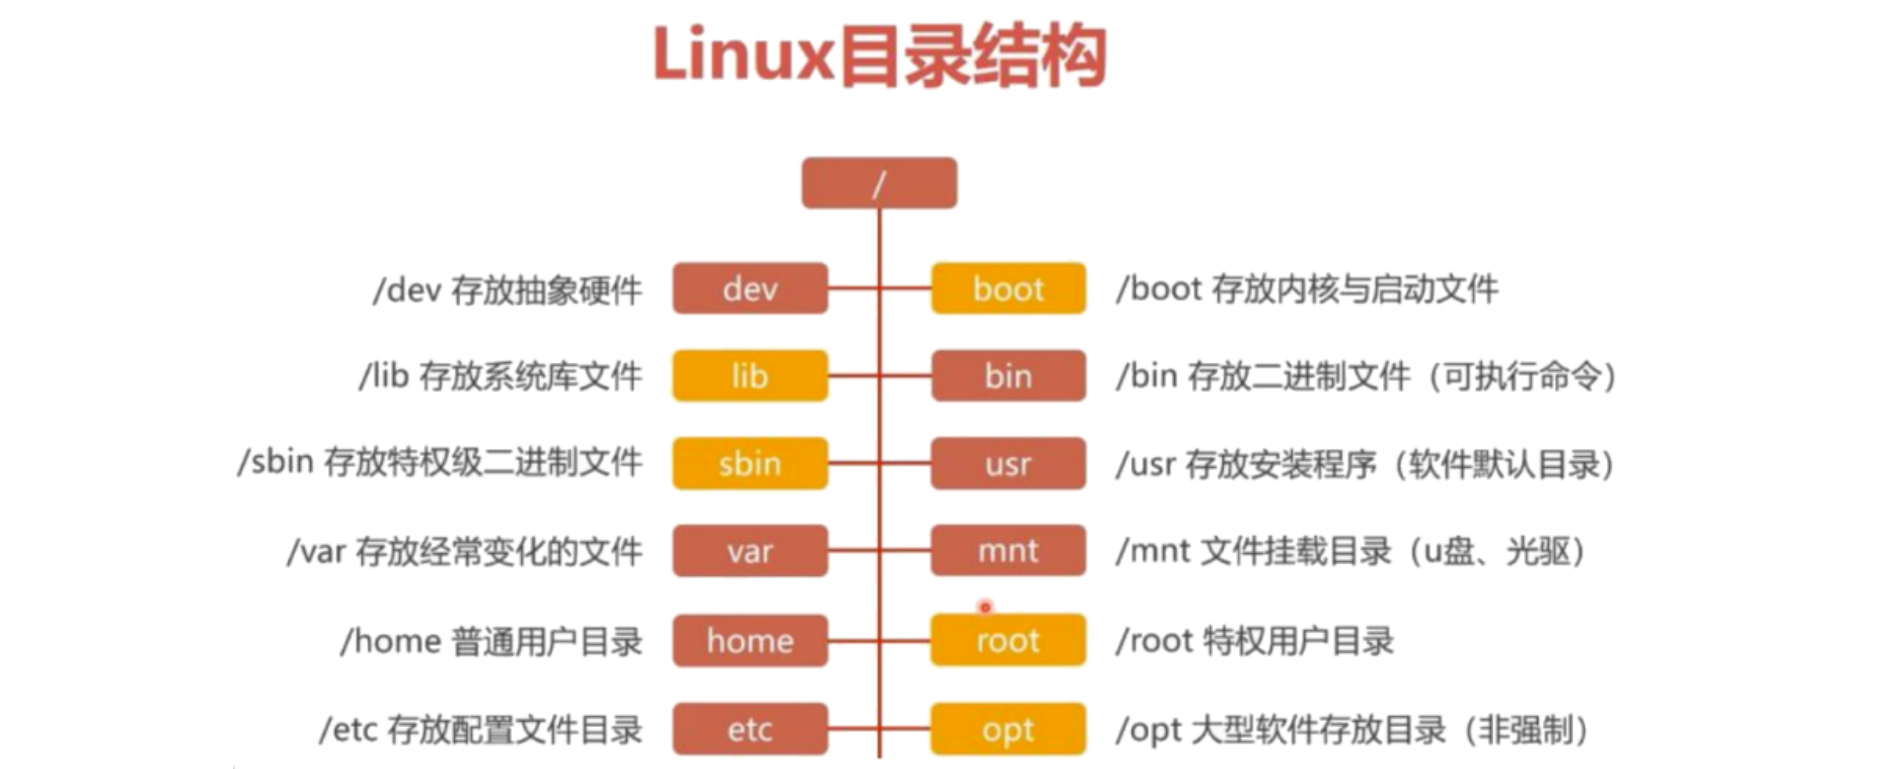 Linux目录结构
/
/dev 存放抽象硬件 dev boot /boot 存放内核与启动文件
/lib 存放系统库文件 lib bin /bin 存放二进制文件（可执行命令）
/sbin 存放特权级二进制文件 sbin usr /usr 存放安装程序（软件默认目录）
/var 存放经常变化的文件 var mnt /mnt 文件挂载目录（u盘、光驱）
/home 普通用户目录 home root /root 特权用户目录
/etc 存放配置文件目录 etc opt /opt 大型软件存放目录（非强制）